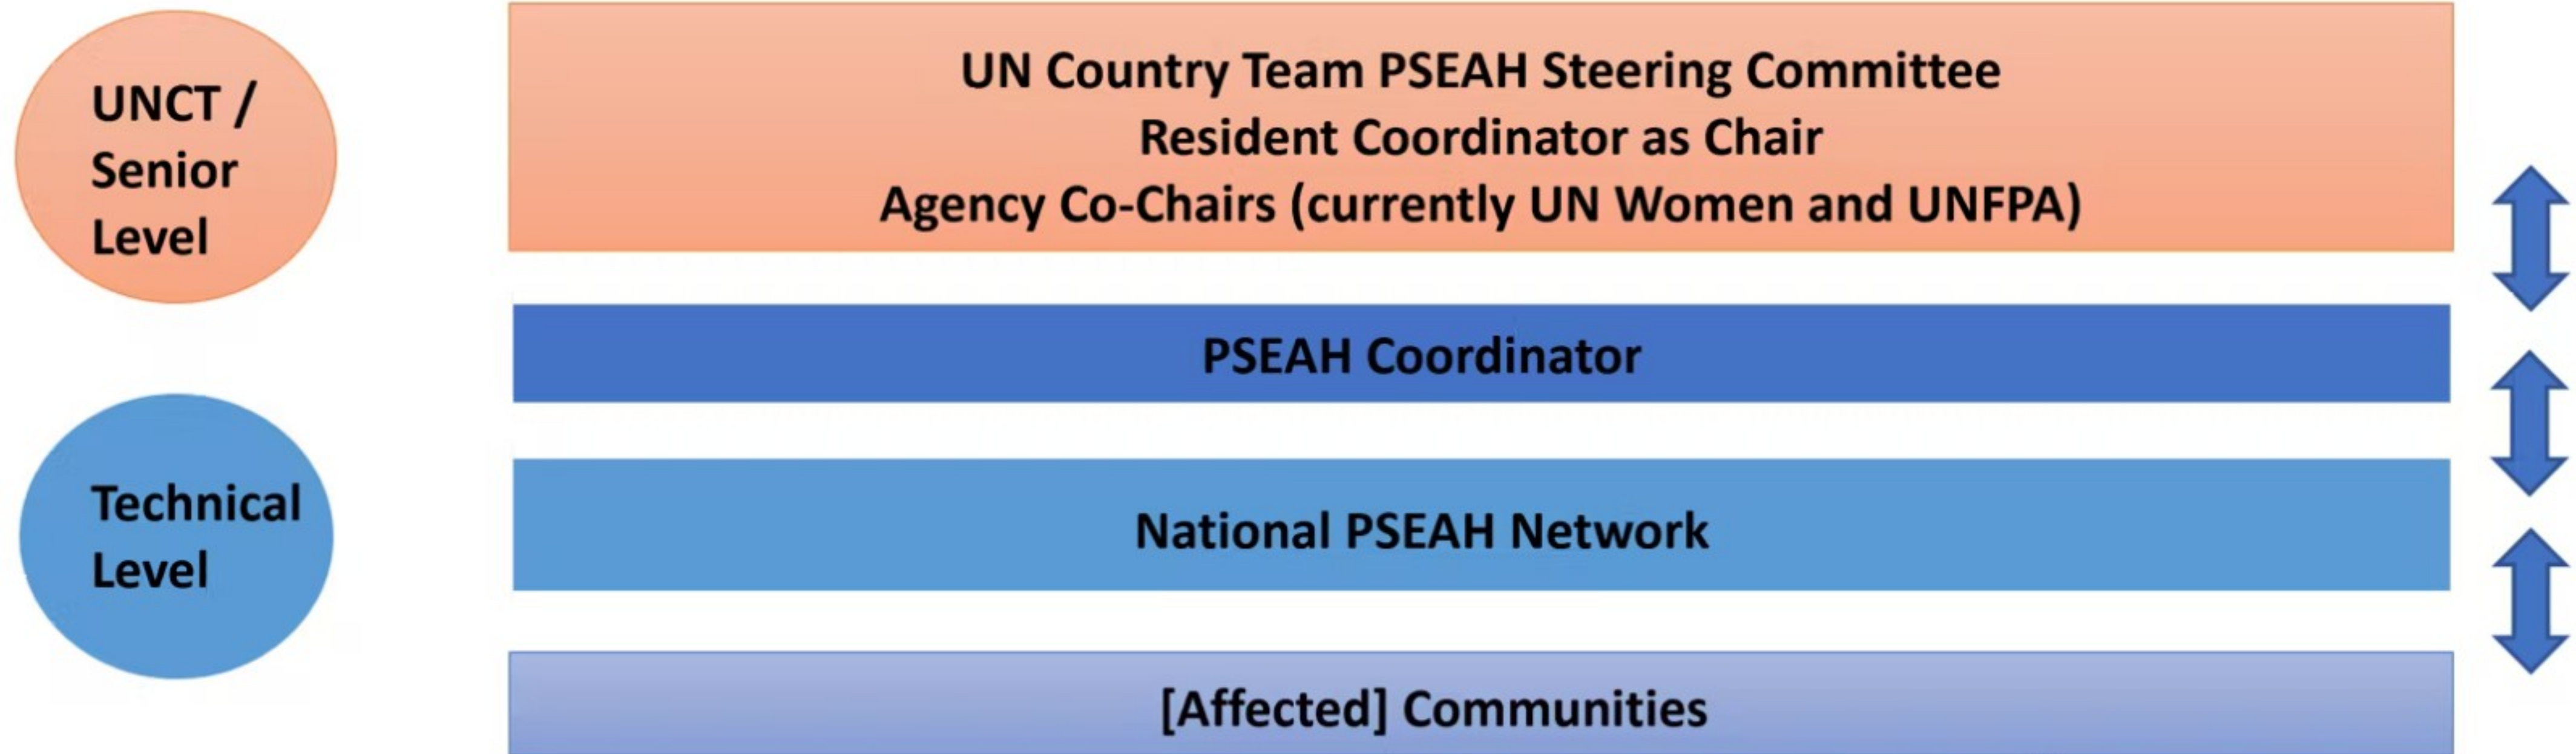 UNCT /
Senior
Level
UN Country Team PSEAH Steering Committee
Resident Coordinator as Chair
Agency Co-Chairs (currently UN Women and UNFPA)
PSEAH Coordinator
Technical
Level
National PSEAH Network
[Affected] Communities